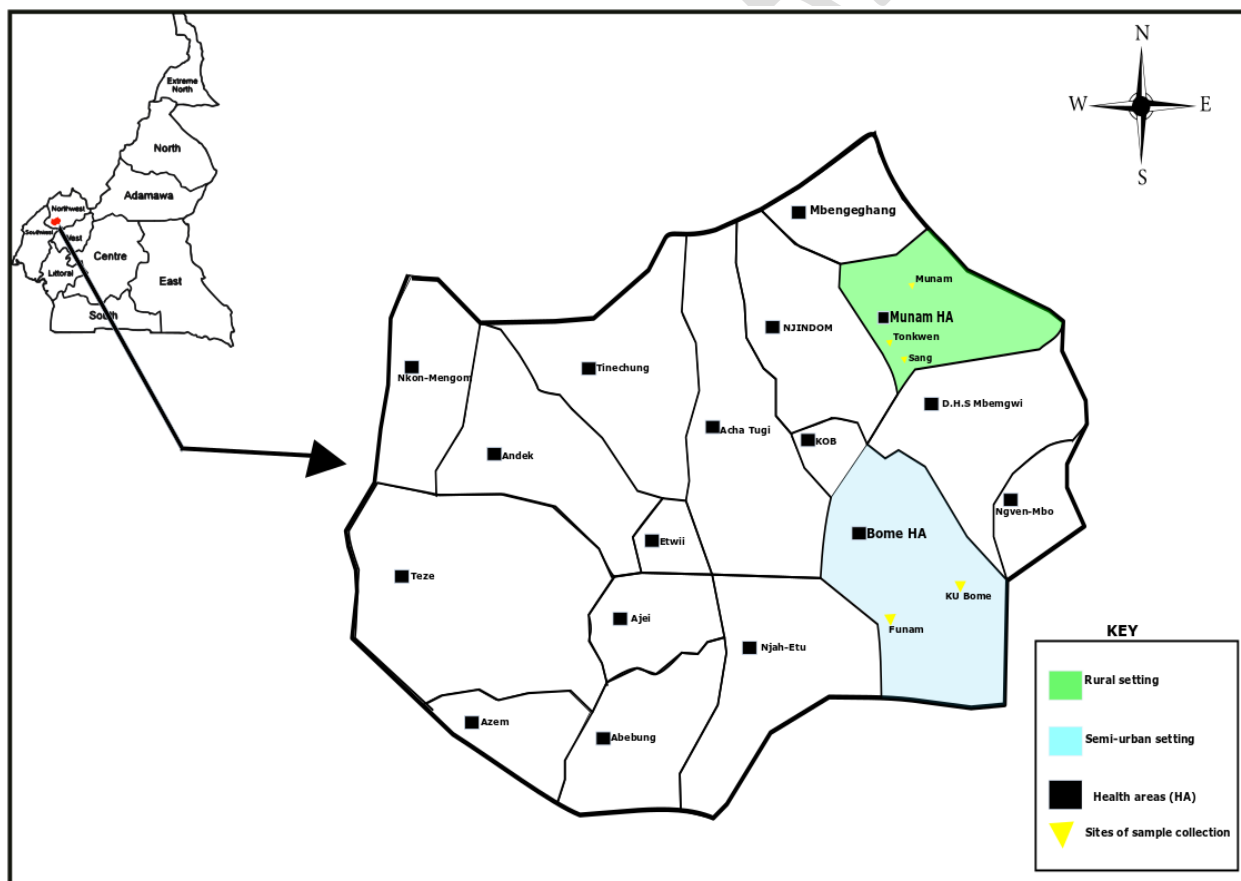 Extreme
North
North
Adamawa
Northwest
Southwest
West
Centre
Littoral
East
South
N
W
E
S
Mbengeghang
Munam
Munam HA
NJINDOM
Tonkwen
Sang
Nkon-Mengom
Tinechung
D.H.S Mbemgwi
Acha Tugi
KOB
Andek
Ngven-Mbo
Etwii
Bome HA
Teze
KU Bome
Ajei
Funam
Njah-Etu
Azem
Abebung
KEY
Rural setting
Semi-urban setting
Health areas (HA)
Sites of sample collection